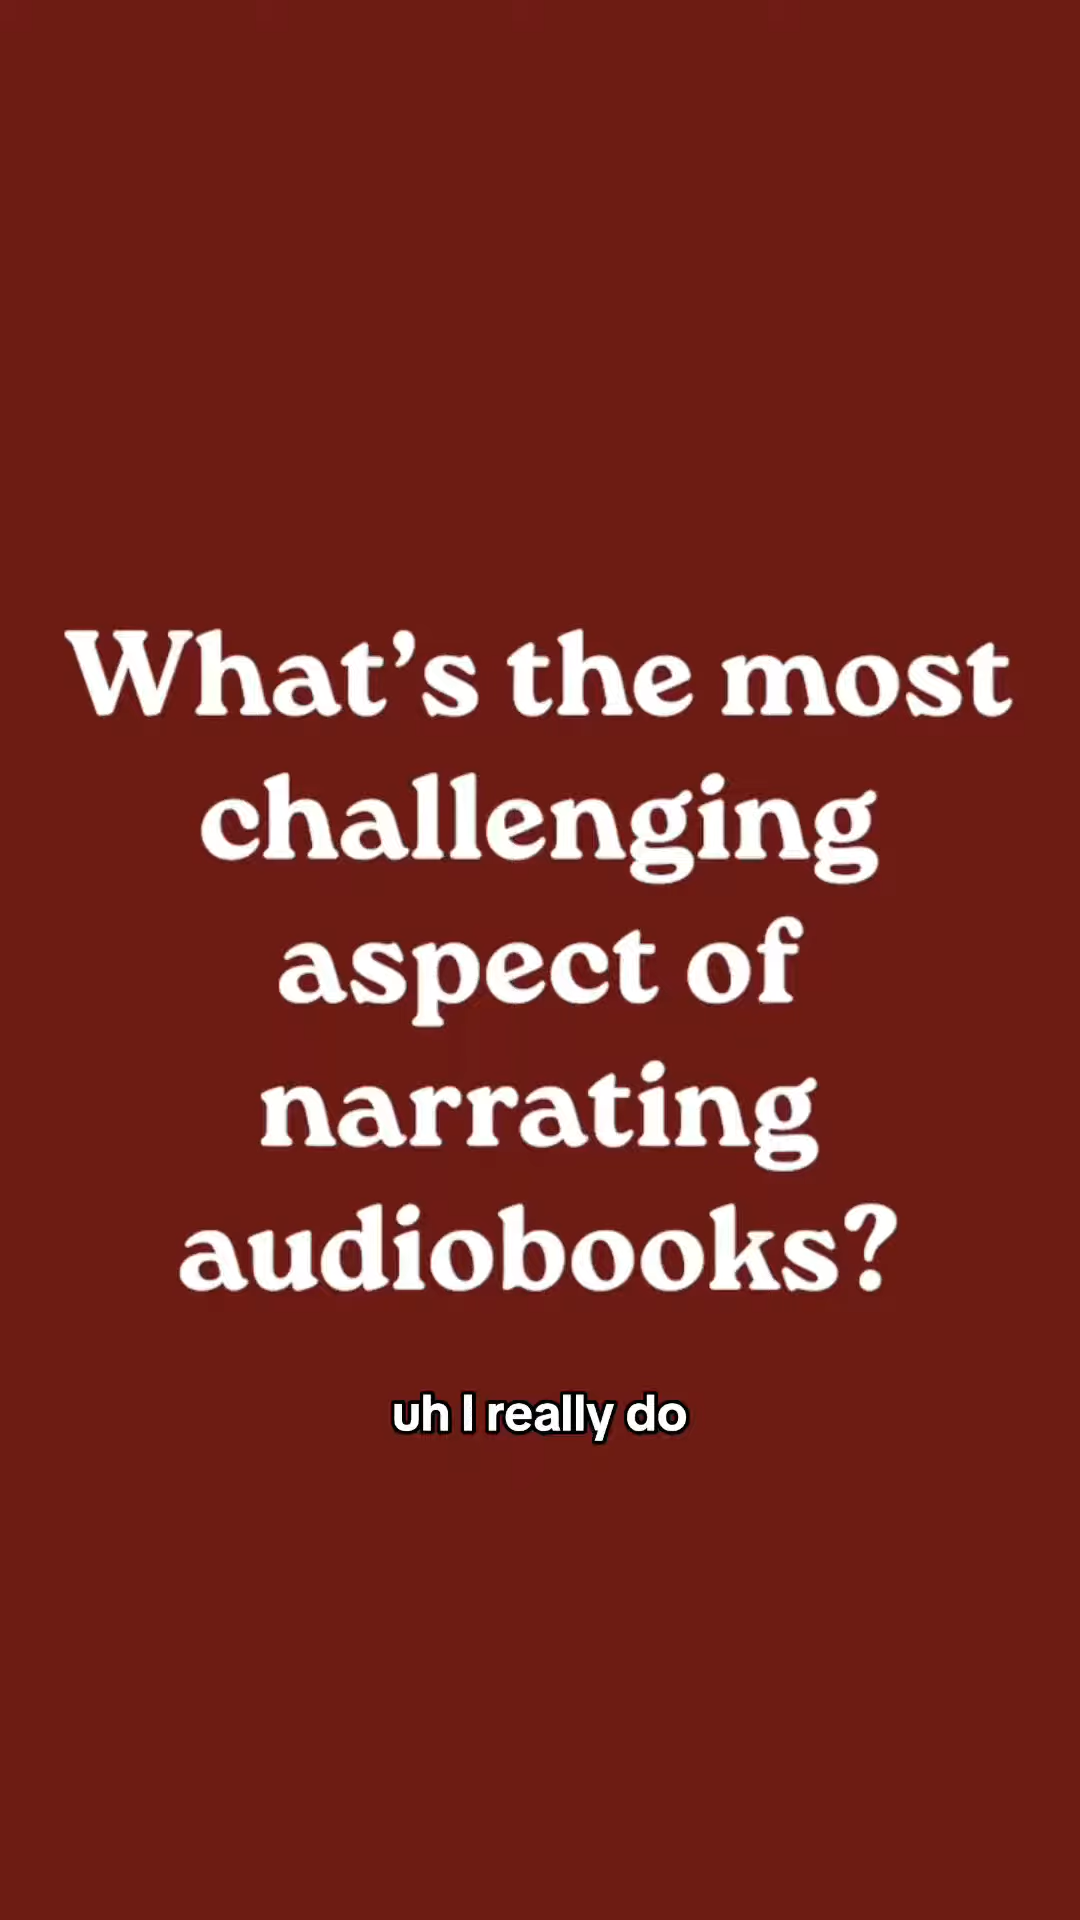 What’s the most
challenging
aspect of
narrating
audiobooks?
uh I really do